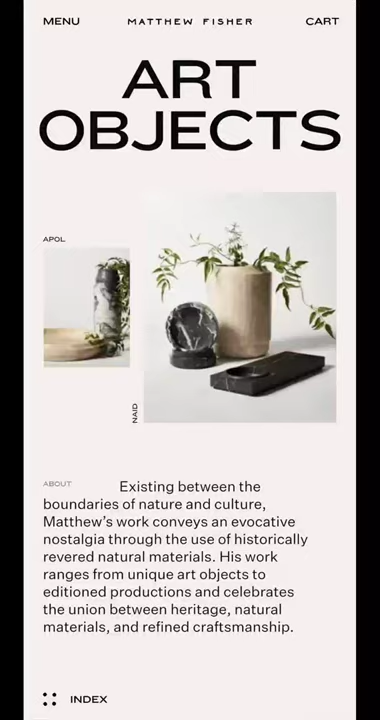 MENU MATTHEW FISHER CART
ART
OBJECTS
APOL
NAID
ABOUT Existing between the
boundaries of nature and culture,
Matthew’s work conveys an evocative
nostalgia through the use of historically
revered natural materials. His work
ranges from unique art objects to
editioned productions and celebrates
the union between heritage, natural
materials, and refined craftsmanship.
INDEX